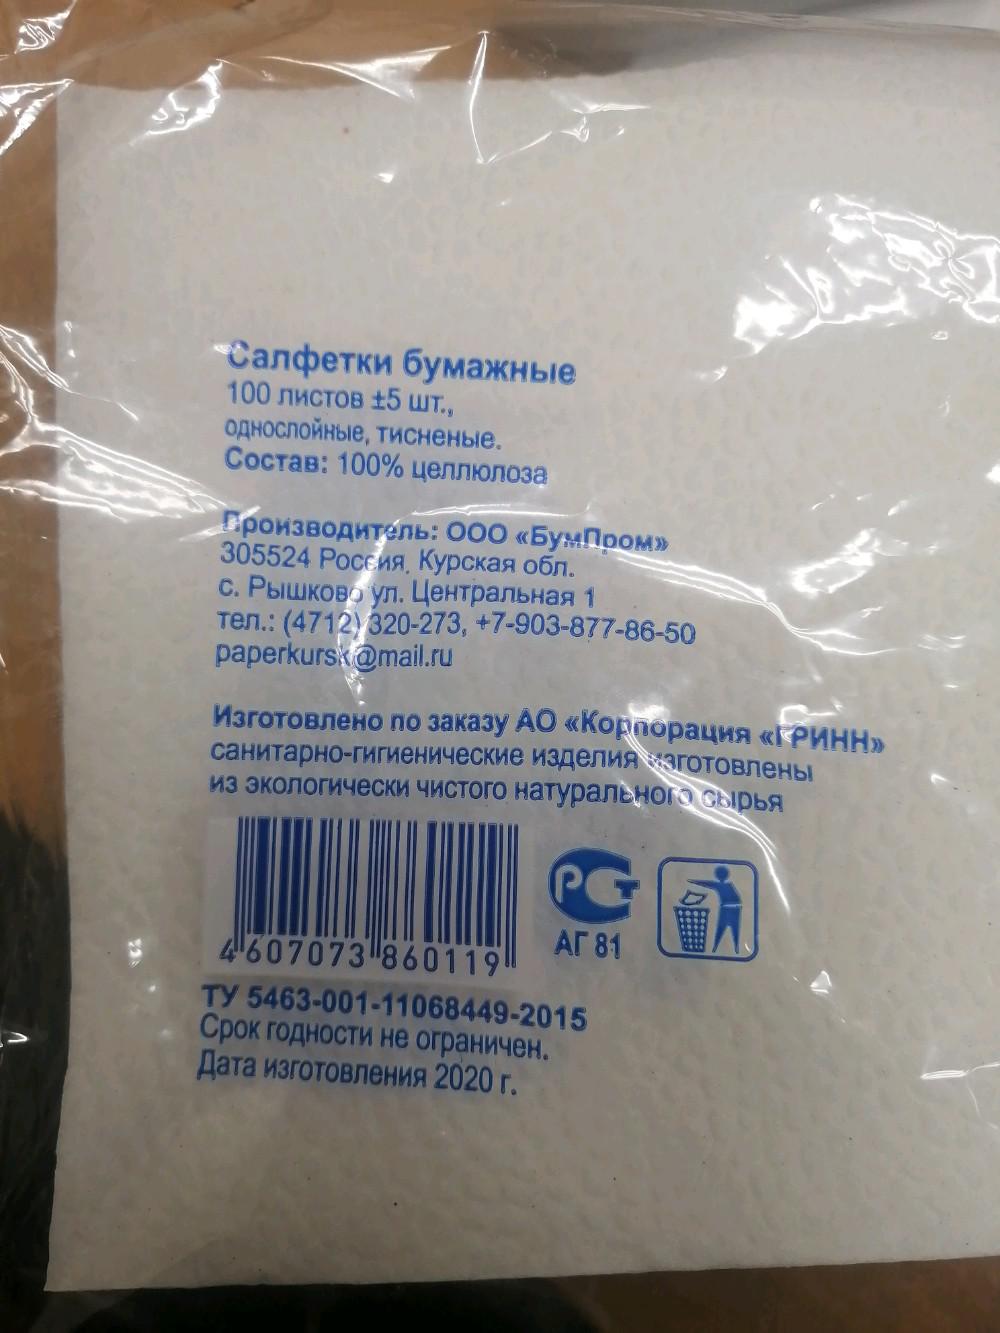 Салфетки бумажные
100 листов ±5 шт.,
однослойные, тисненые.
Состав: 100% целлюлоза
Производитель: ООО «БумПром»
305524 Россия, Курская обл.
с. Рышково ул. Центральная 1
тел.: (4712) 320-273, +7-903-877-86-50
paperkursk@mail.ru
Изготовлено по заказу АО «Корпорация «ГРИНН»
санитарно-гигиенические изделия изготовлены
из экологически чистого натурального сырья
4 607073 860119
РСТ
АГ 81
ТУ 5463-001-11068449-2015
Срок годности не ограничен.
Дата изготовления 2020 г.